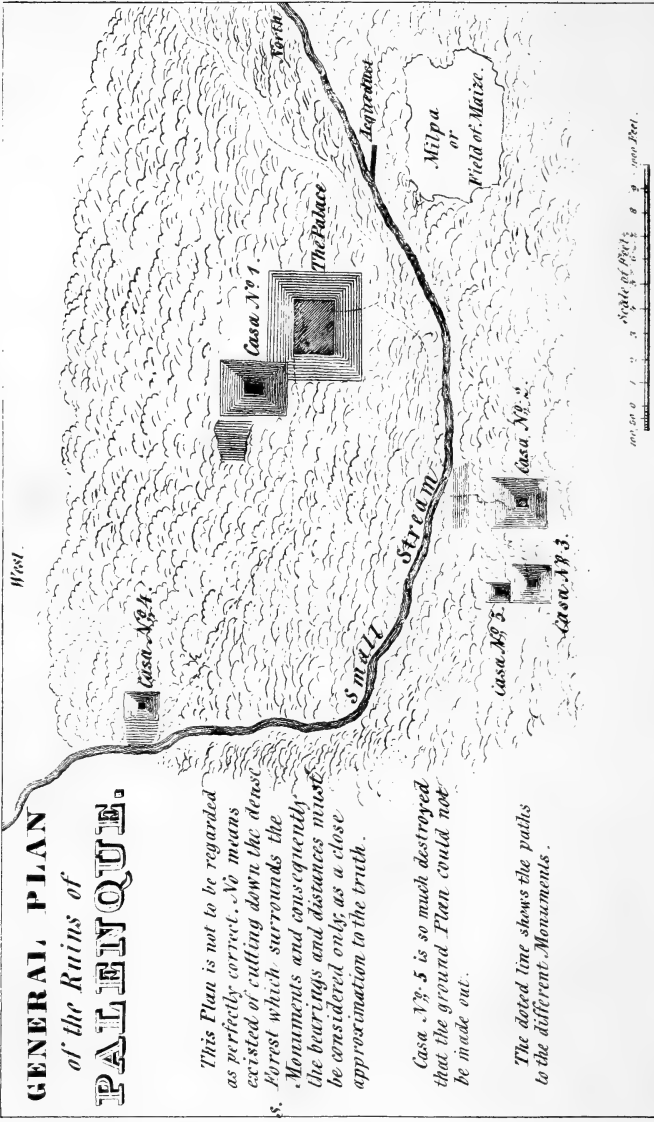 GENERAL PLAN
of the Ruins of
PALENQUE.
This Plan is not to be regarded
as perfectly correct. No means
existed of cutting down the dense
Forest which surrounds the
Monuments and consequently
the bearings and distances must
be considered only, as a close
approximation to the truth.
Casa Nº 5 is so much destroyed
that the ground Plan could not
be made out.
The doted line shews the paths
to the different Monuments.
S.
West.
North
Casa Nº 4.
Casa Nº 1.
The Palace
Acqueduct
Milpa
or
Field of Maize
Small Stream
Casa Nº 2.
Casa Nº 5.
Casa Nº 3.
Scale of Feet